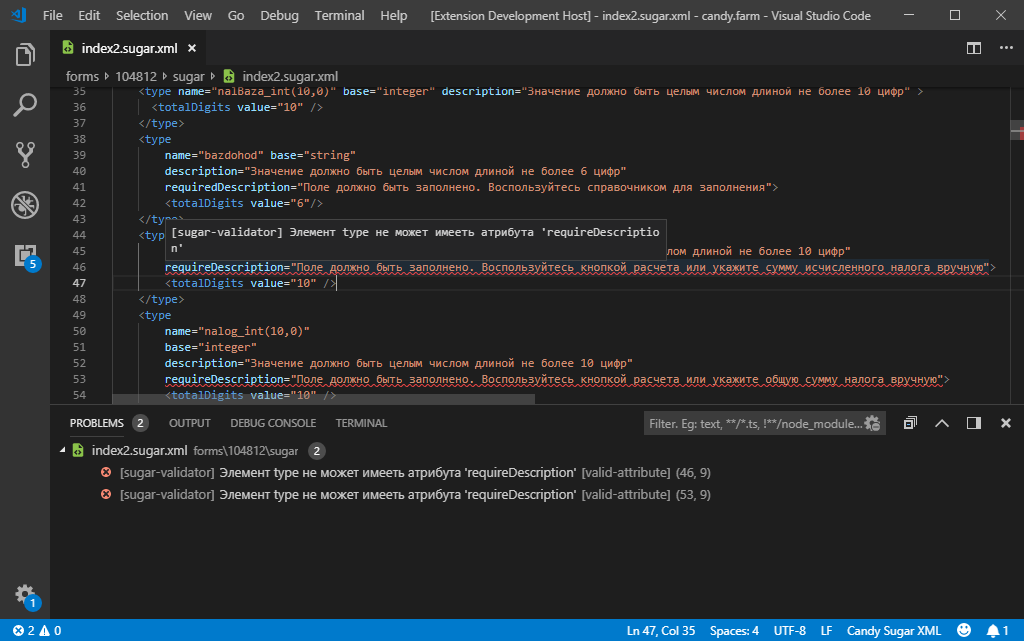 File Edit Selection View Go Debug Terminal Help [Extension Development Host] - index2.sugar.xml - candy.farm - Visual Studio Code
index2.sugar.xml
forms 104812 sugar index2.sugar.xml
35 <type name="nalBaza_int(10,0)" base="integer" description="Значение должно быть целым числом длиной не более 10 цифр" >
36 <totalDigits value="10" />
37 </type>
38 <type
39 name="bazdohod" base="string"
40 description="Значение должно быть целым числом длиной не более 6 цифр"
41 requiredDescription="Поле должно быть заполнено. Воспользуйтесь справочником для заполнения">
42 <totalDigits value="6"/>
43 </type>
[sugar-validator] Элемент type не может имееть атрибута 'requireDescriptio
n'
44 <typ
45 лом длиной не более 10 цифр"
46 requireDescription="Поле должно быть заполнено. Воспользуйтесь кнопкой расчета или укажите сумму исчисленного налога вручную">
47 <totalDigits value="10" />
48 </type>
49 <type
50 name="nalog_int(10,0)"
51 base="integer"
52 description="Значение должно быть целым числом длиной не более 10 цифр"
53 requireDescription="Поле должно быть заполнено. Воспользуйтесь кнопкой расчета или укажите общую сумму налога вручную">
54 <totalDigits value="10" />
5
PROBLEMS 2 OUTPUT DEBUG CONSOLE TERMINAL Filter. Eg: text, **/*.ts, !**/node_module...
index2.sugar.xml forms\104812\sugar 2
[sugar-validator] Элемент type не может имееть атрибута 'requireDescription' [valid-attribute] (46, 9)
[sugar-validator] Элемент type не может имееть атрибута 'requireDescription' [valid-attribute] (53, 9)
1
2 0 Ln 47, Col 35 Spaces: 4 UTF-8 LF Candy Sugar XML 1